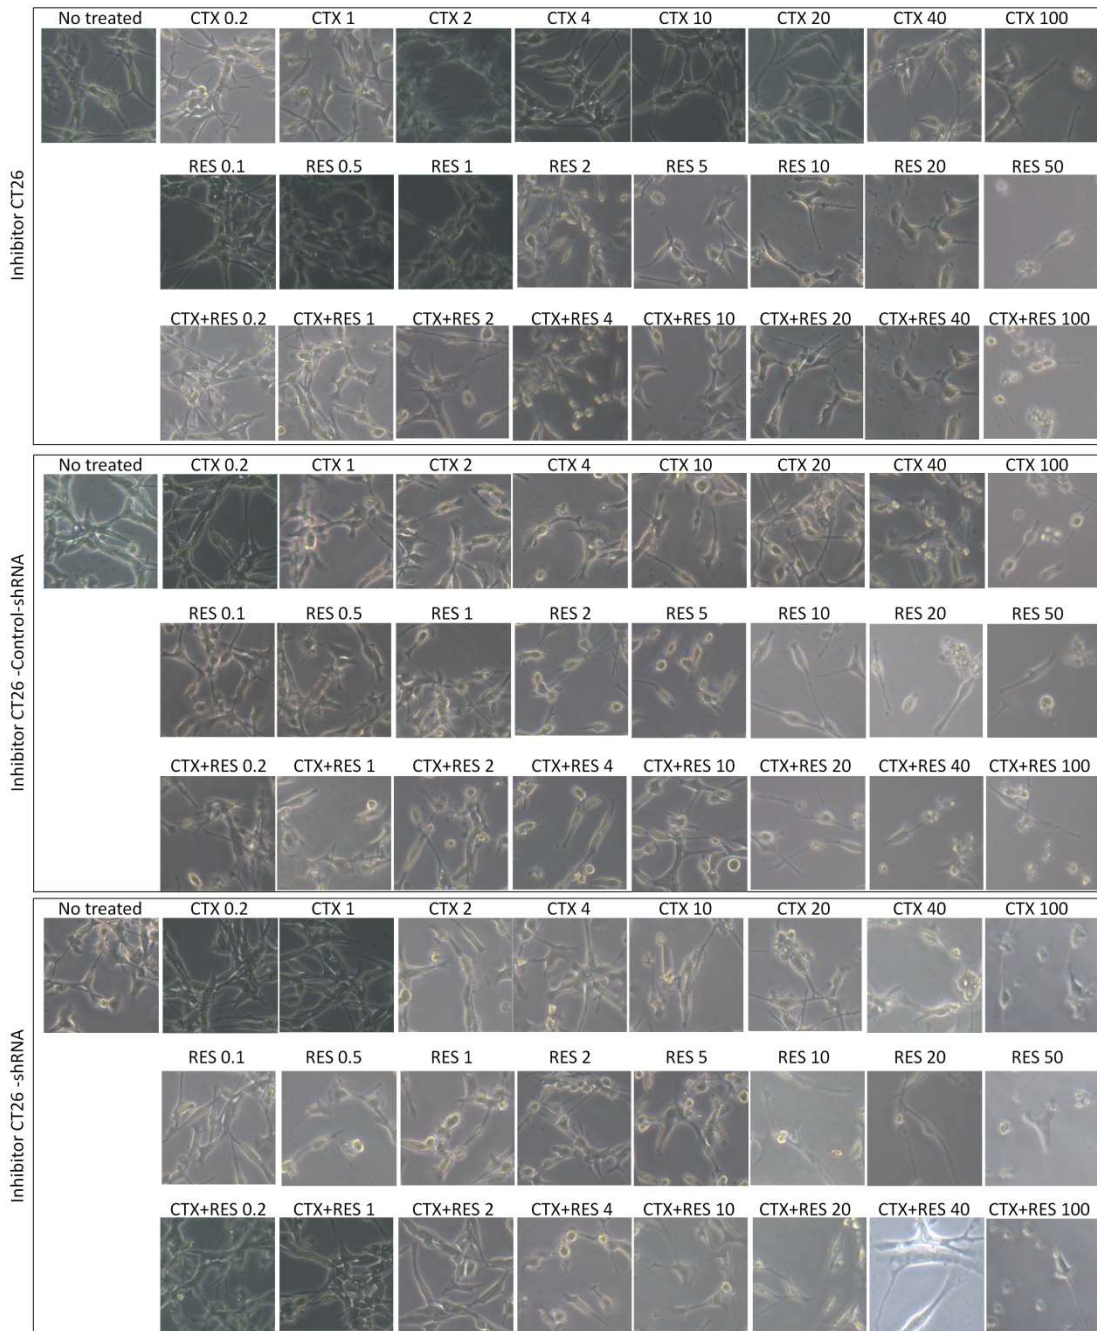 No treated CTX 0.2 CTX 1 CTX 2 CTX 4 CTX 10 CTX 20 CTX 40 CTX 100
Inhibitor CT26
RES 0.1 RES 0.5 RES 1 RES 2 RES 5 RES 10 RES 20 RES 50
CTX+RES 0.2 CTX+RES 1 CTX+RES 2 CTX+RES 4 CTX+RES 10 CTX+RES 20 CTX+RES 40 CTX+RES 100
No treated CTX 0.2 CTX 1 CTX 2 CTX 4 CTX 10 CTX 20 CTX 40 CTX 100
Inhibitor CT26 -Control-shRNA
RES 0.1 RES 0.5 RES 1 RES 2 RES 5 RES 10 RES 20 RES 50
CTX+RES 0.2 CTX+RES 1 CTX+RES 2 CTX+RES 4 CTX+RES 10 CTX+RES 20 CTX+RES 40 CTX+RES 100
No treated CTX 0.2 CTX 1 CTX 2 CTX 4 CTX 10 CTX 20 CTX 40 CTX 100
Inhibitor CT26 -shRNA
RES 0.1 RES 0.5 RES 1 RES 2 RES 5 RES 10 RES 20 RES 50
CTX+RES 0.2 CTX+RES 1 CTX+RES 2 CTX+RES 4 CTX+RES 10 CTX+RES 20 CTX+RES 40 CTX+RES 100